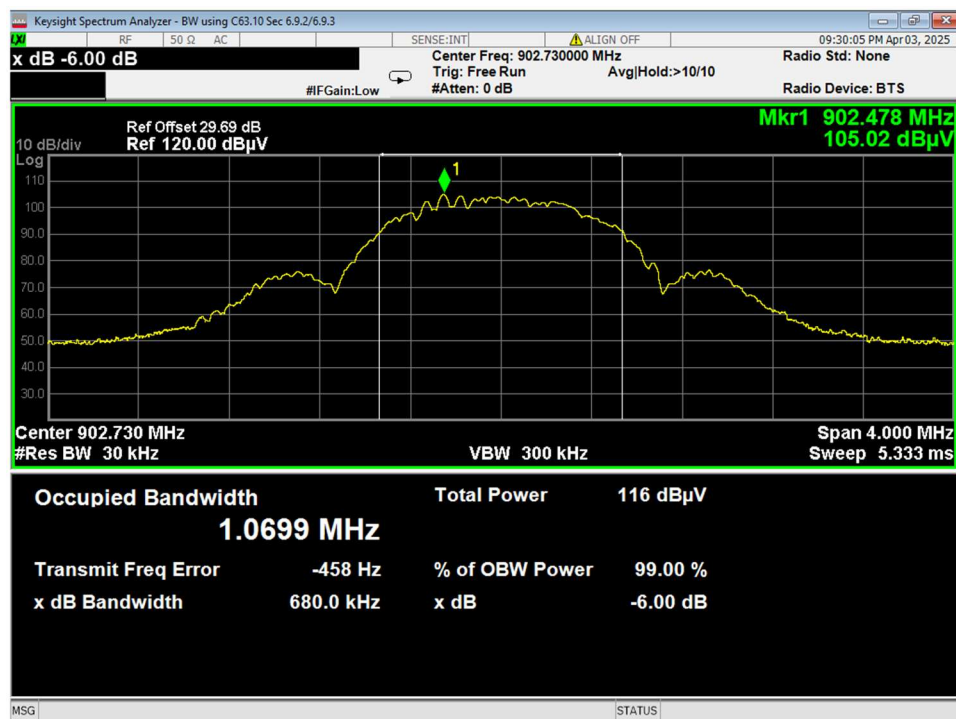 Keysight Spectrum Analyzer - BW using C63.10 Sec 6.9.2/6.9.3
LXI RF 50 Ω AC SENSE:INT ALIGN OFF 09:30:05 PM Apr 03, 2025
x dB -6.00 dB Center Freq: 902.730000 MHz Radio Std: None
Trig: Free Run Avg|Hold:>10/10
#IFGain:Low #Atten: 0 dB Radio Device: BTS
Mkr1 902.478 MHz
105.02 dBµV
Ref Offset 29.69 dB
10 dB/div Ref 120.00 dBµV
Log
1
110
100
90.0
80.0
70.0
60.0
50.0
40.0
30.0
Center 902.730 MHz Span 4.000 MHz
#Res BW 30 kHz VBW 300 kHz Sweep 5.333 ms
Occupied Bandwidth Total Power 116 dBµV
1.0699 MHz
Transmit Freq Error -458 Hz % of OBW Power 99.00 %
x dB Bandwidth 680.0 kHz x dB -6.00 dB
MSG STATUS